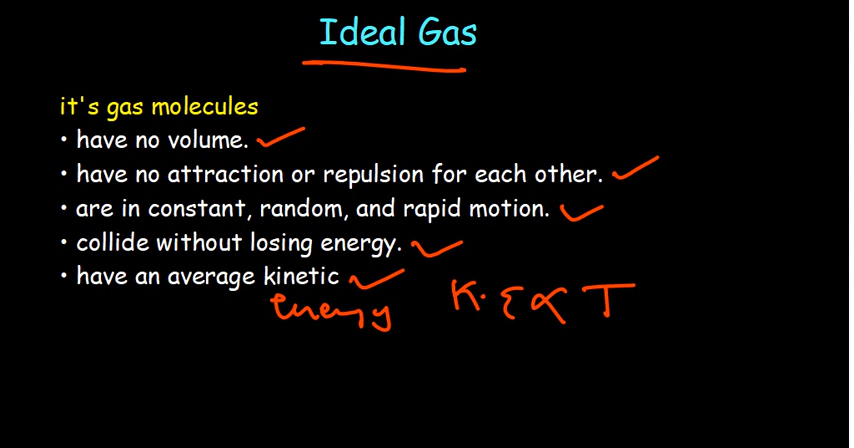 Ideal Gas
it's gas molecules
• have no volume.
• have no attraction or repulsion for each other.
• are in constant, random, and rapid motion.
• collide without losing energy.
• have an average kinetic
energy K.E ∝ T